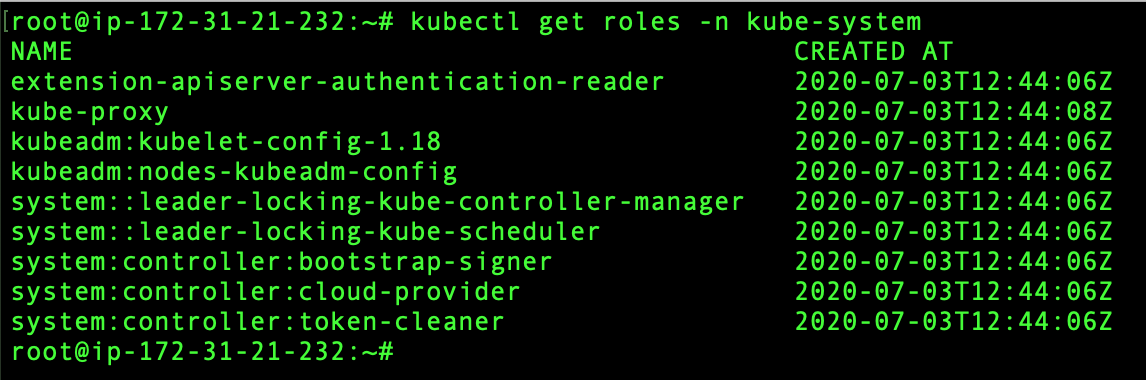 [root@ip-172-31-21-232:~# kubectl get roles -n kube-system
NAME CREATED AT
extension-apiserver-authentication-reader 2020-07-03T12:44:06Z
kube-proxy 2020-07-03T12:44:08Z
kubeadm:kubelet-config-1.18 2020-07-03T12:44:06Z
kubeadm:nodes-kubeadm-config 2020-07-03T12:44:06Z
system::leader-locking-kube-controller-manager 2020-07-03T12:44:06Z
system::leader-locking-kube-scheduler 2020-07-03T12:44:06Z
system:controller:bootstrap-signer 2020-07-03T12:44:06Z
system:controller:cloud-provider 2020-07-03T12:44:06Z
system:controller:token-cleaner 2020-07-03T12:44:06Z
root@ip-172-31-21-232:~#